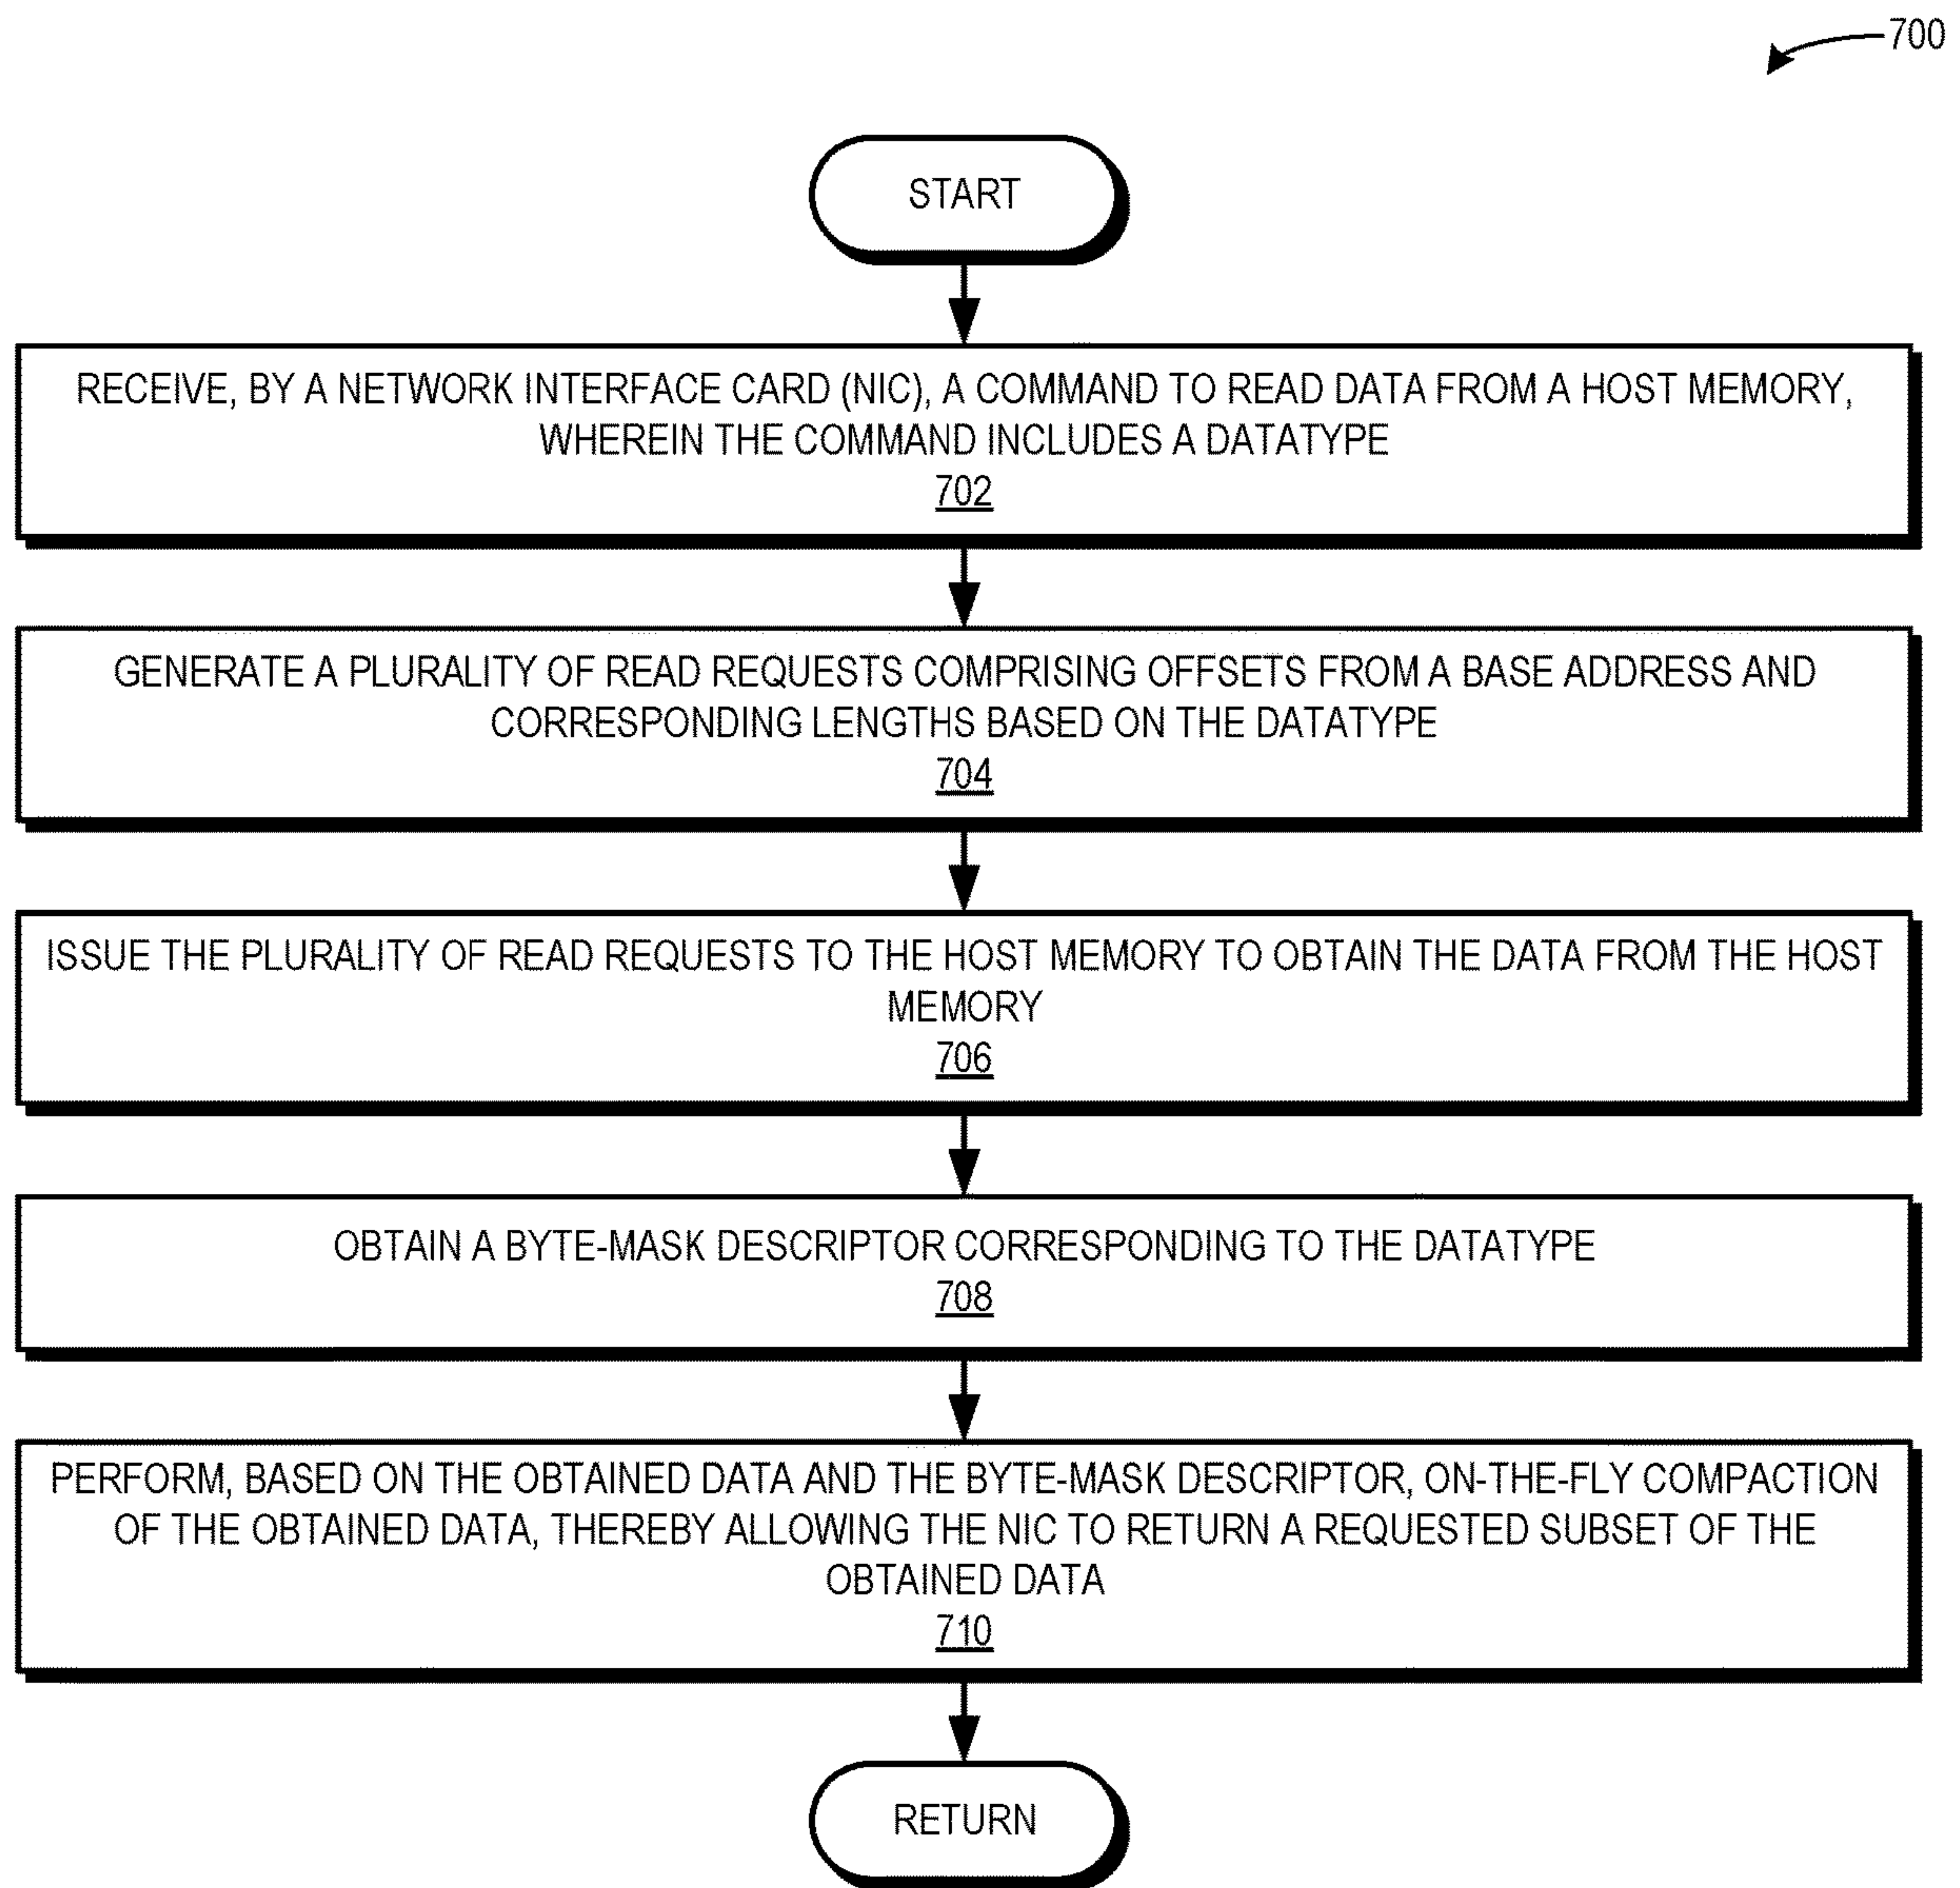 700
START
RECEIVE, BY A NETWORK INTERFACE CARD (NIC), A COMMAND TO READ DATA FROM A HOST MEMORY,
WHEREIN THE COMMAND INCLUDES A DATATYPE
702
GENERATE A PLURALITY OF READ REQUESTS COMPRISING OFFSETS FROM A BASE ADDRESS AND
CORRESPONDING LENGTHS BASED ON THE DATATYPE
704
ISSUE THE PLURALITY OF READ REQUESTS TO THE HOST MEMORY TO OBTAIN THE DATA FROM THE HOST
MEMORY
706
OBTAIN A BYTE-MASK DESCRIPTOR CORRESPONDING TO THE DATATYPE
708
PERFORM, BASED ON THE OBTAINED DATA AND THE BYTE-MASK DESCRIPTOR, ON-THE-FLY COMPACTION
OF THE OBTAINED DATA, THEREBY ALLOWING THE NIC TO RETURN A REQUESTED SUBSET OF THE
OBTAINED DATA
710
RETURN